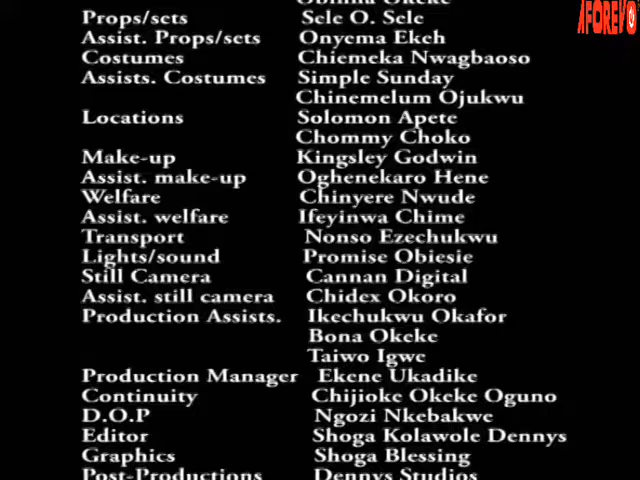 Obinna Okeke
AFOREVO
Props/sets Sele O. Sele
Assist. Props/sets Onyema Ekeh
Costumes Chiemeka Nwagbaoso
Assists. Costumes Simple Sunday
Chinemelum Ojukwu
Locations Solomon Apete
Chommy Choko
Make-up Kingsley Godwin
Assist. make-up Oghenekaro Hene
Welfare Chinyere Nwude
Assist. welfare Ifeyinwa Chime
Transport Nonso Ezechukwu
Lights/sound Promise Obiesie
Still Camera Cannan Digital
Assist. still camera Chidex Okoro
Production Assists. Ikechukwu Okafor
Bona Okeke
Taiwo Igwe
Production Manager Ekene Ukadike
Continuity Chijioke Okeke Oguno
D.O.P Ngozi Nkebakwe
Editor Shoga Kolawole Dennys
Graphics Shoga Blessing
Post-Productions Dennys Studios